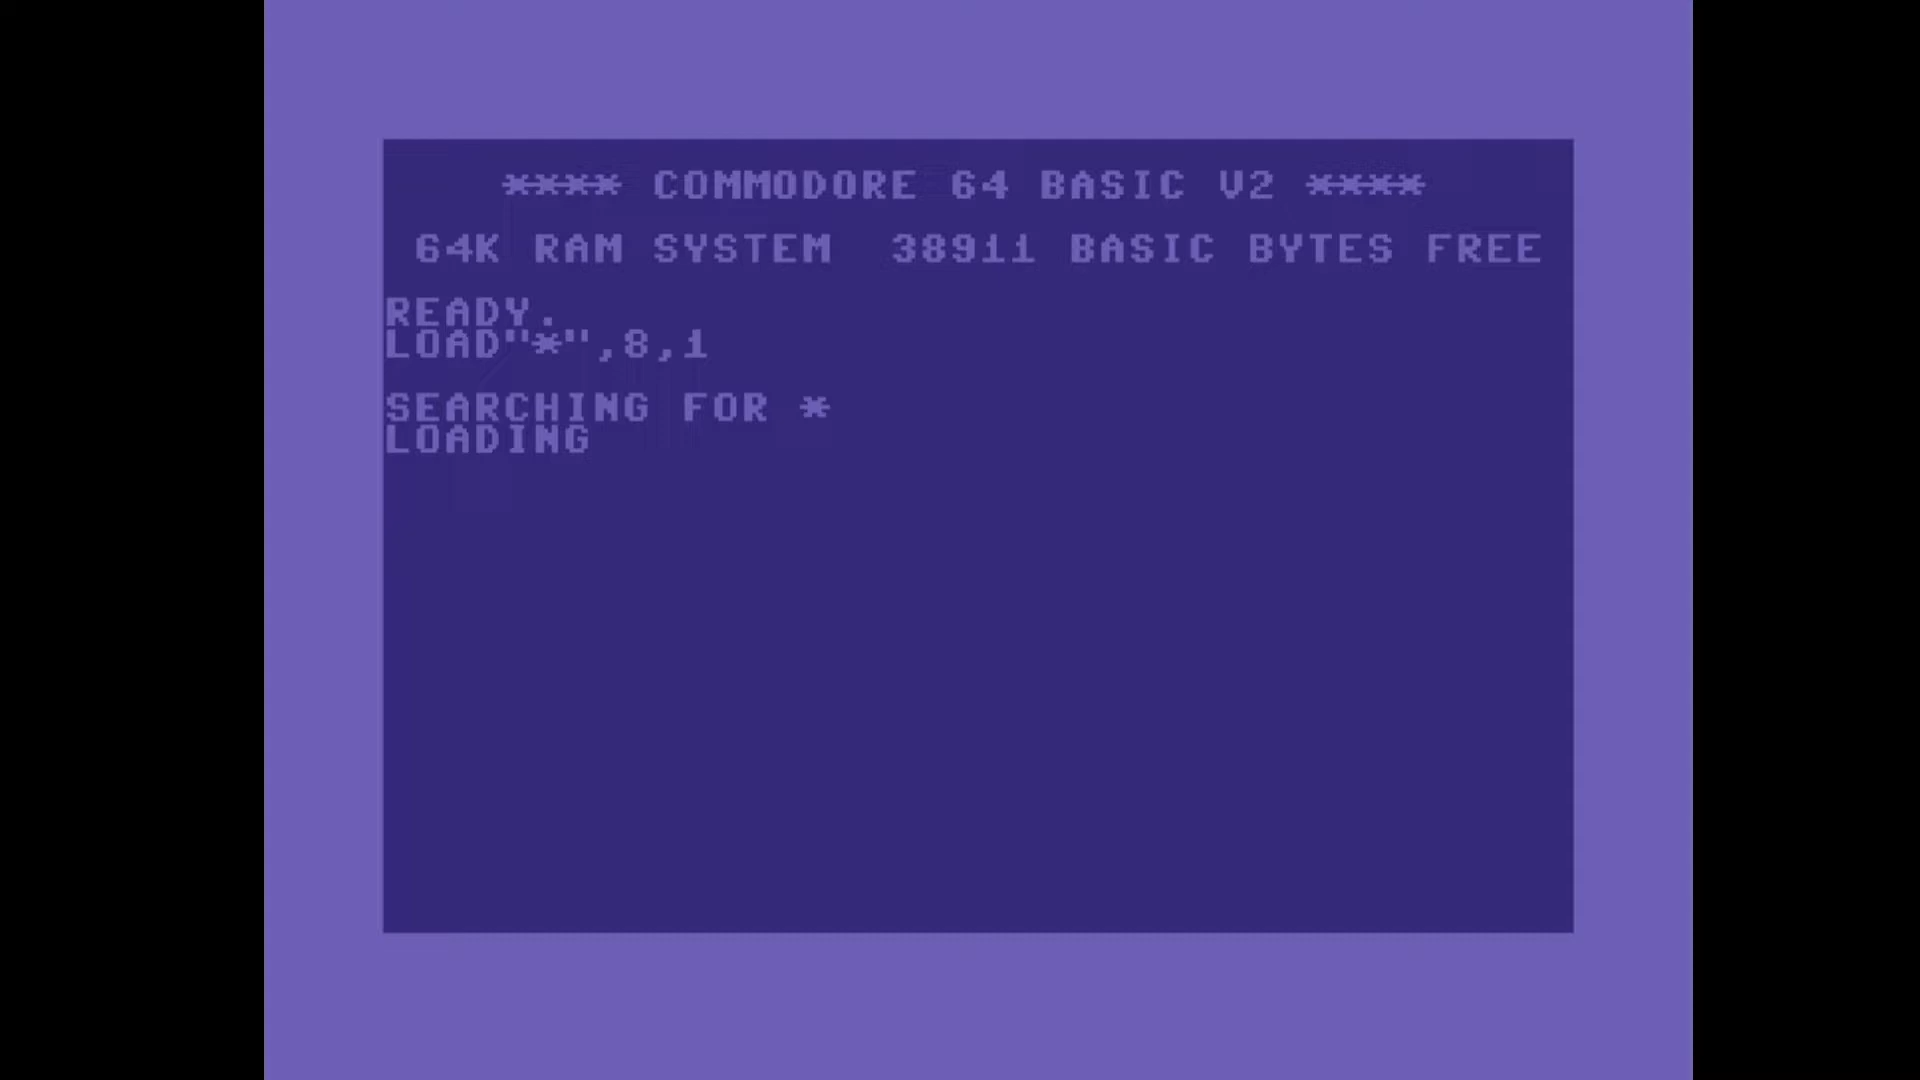 **** COMMODORE 64 BASIC V2 ****
64K RAM SYSTEM  38911 BASIC BYTES FREE
READY.
LOAD"*",8,1
SEARCHING FOR *
LOADING